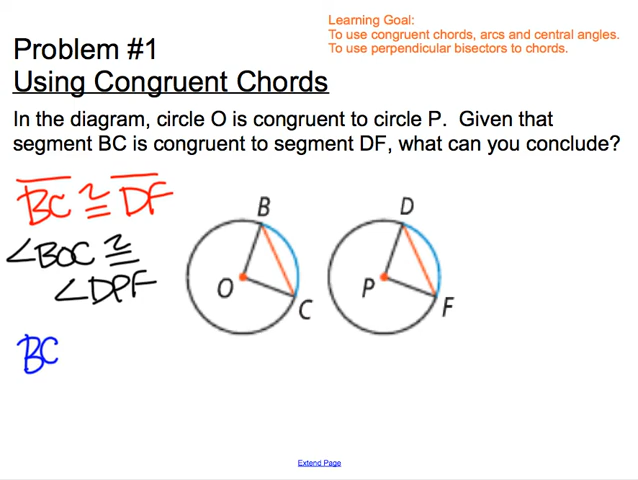 Learning Goal:
To use congruent chords, arcs and central angles.
To use perpendicular bisectors to chords.
Problem #1
Using Congruent Chords
In the diagram, circle O is congruent to circle P. Given that
segment BC is congruent to segment DF, what can you conclude?
BC ≅ DF
∠BOC ≅
∠DPF
BC
B
O
C
D
P
F
Extend Page